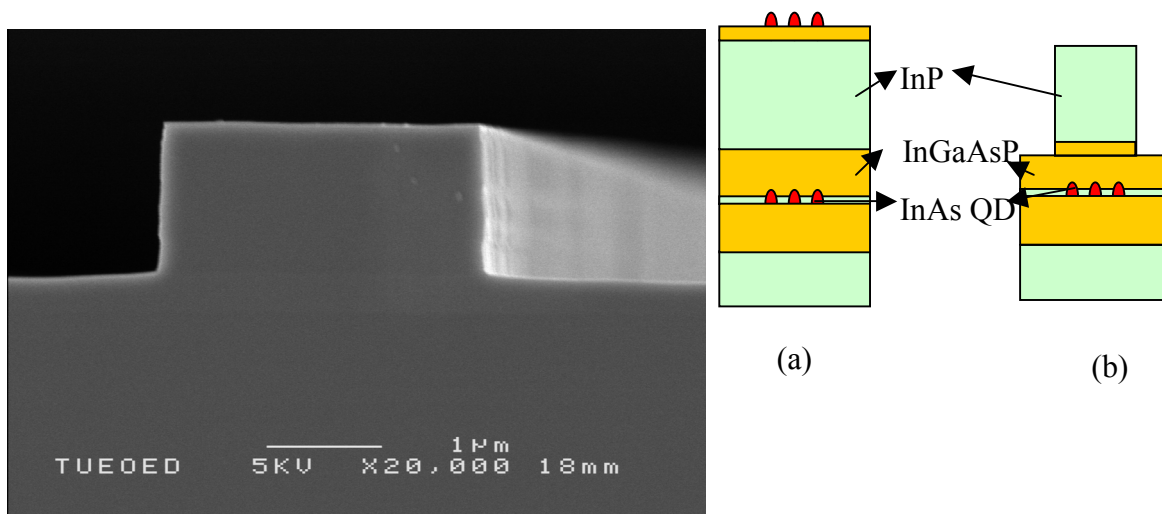 1µm
TUEOED 5KV X20,000 18mm
InP
InGaAsP
InAs QD
(a)
(b)